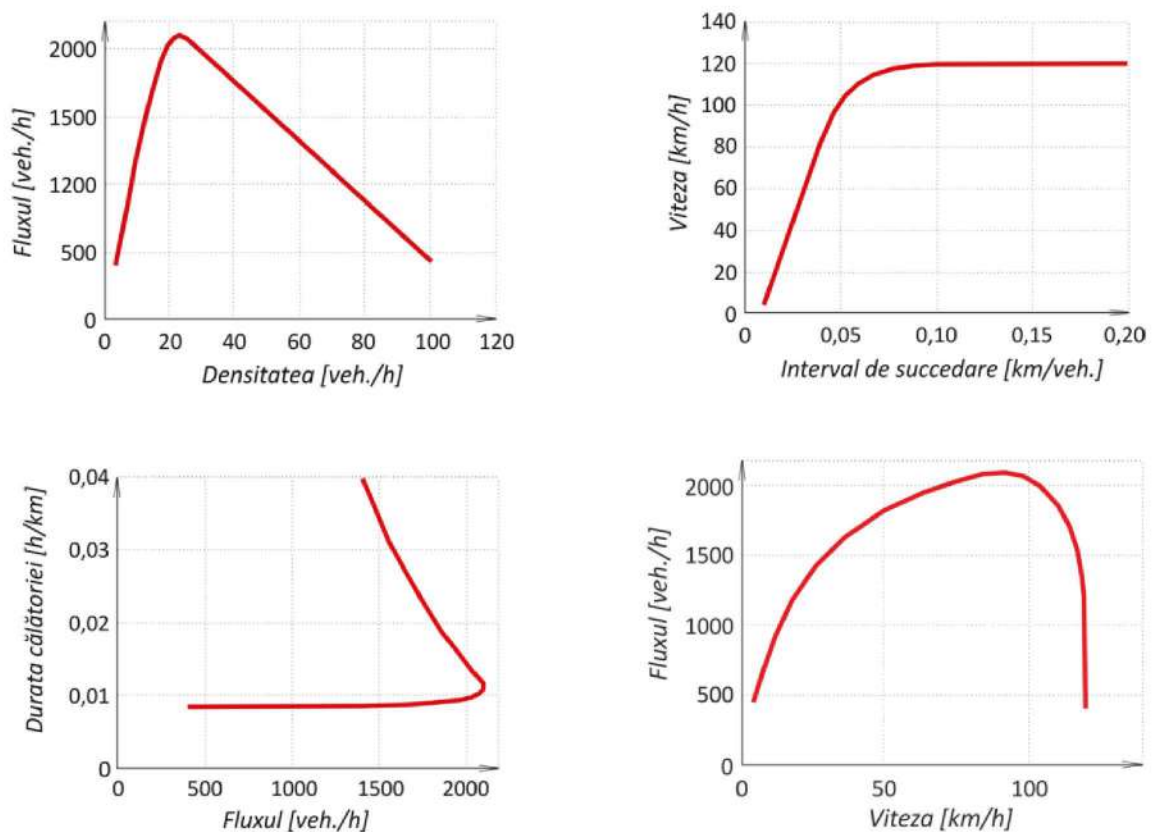 2000
1500
1200
500
0
0 20 40 60 80 100 120
Fluxul [veh./h]
Densitatea [veh./h]
140
120
100
80
60
40
20
0
0 0,05 0,10 0,15 0,20
Viteza [km/h]
Interval de succedare [km/veh.]
0,04
0,03
0,02
0,01
0
0 500 1000 1500 2000
Durata călătoriei [h/km]
Fluxul [veh./h]
2000
1500
1000
500
0
0 50 100
Fluxul [veh./h]
Viteza [km/h]